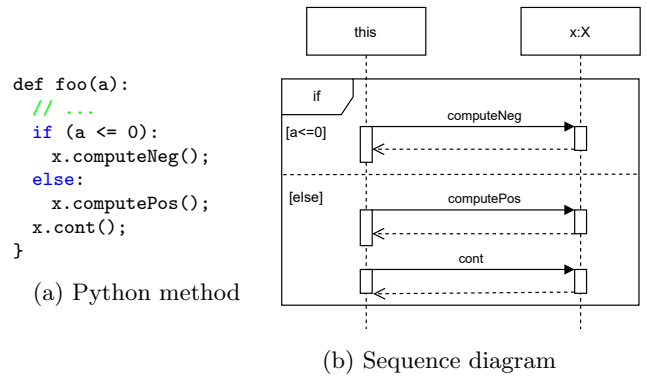 def foo(a):
// ...
if (a <= 0):
x.computeNeg();
else:
x.computePos();
x.cont();
}
(a) Python method
this
x:X
if
[a<=0]
computeNeg
[else]
computePos
cont
(b) Sequence diagram